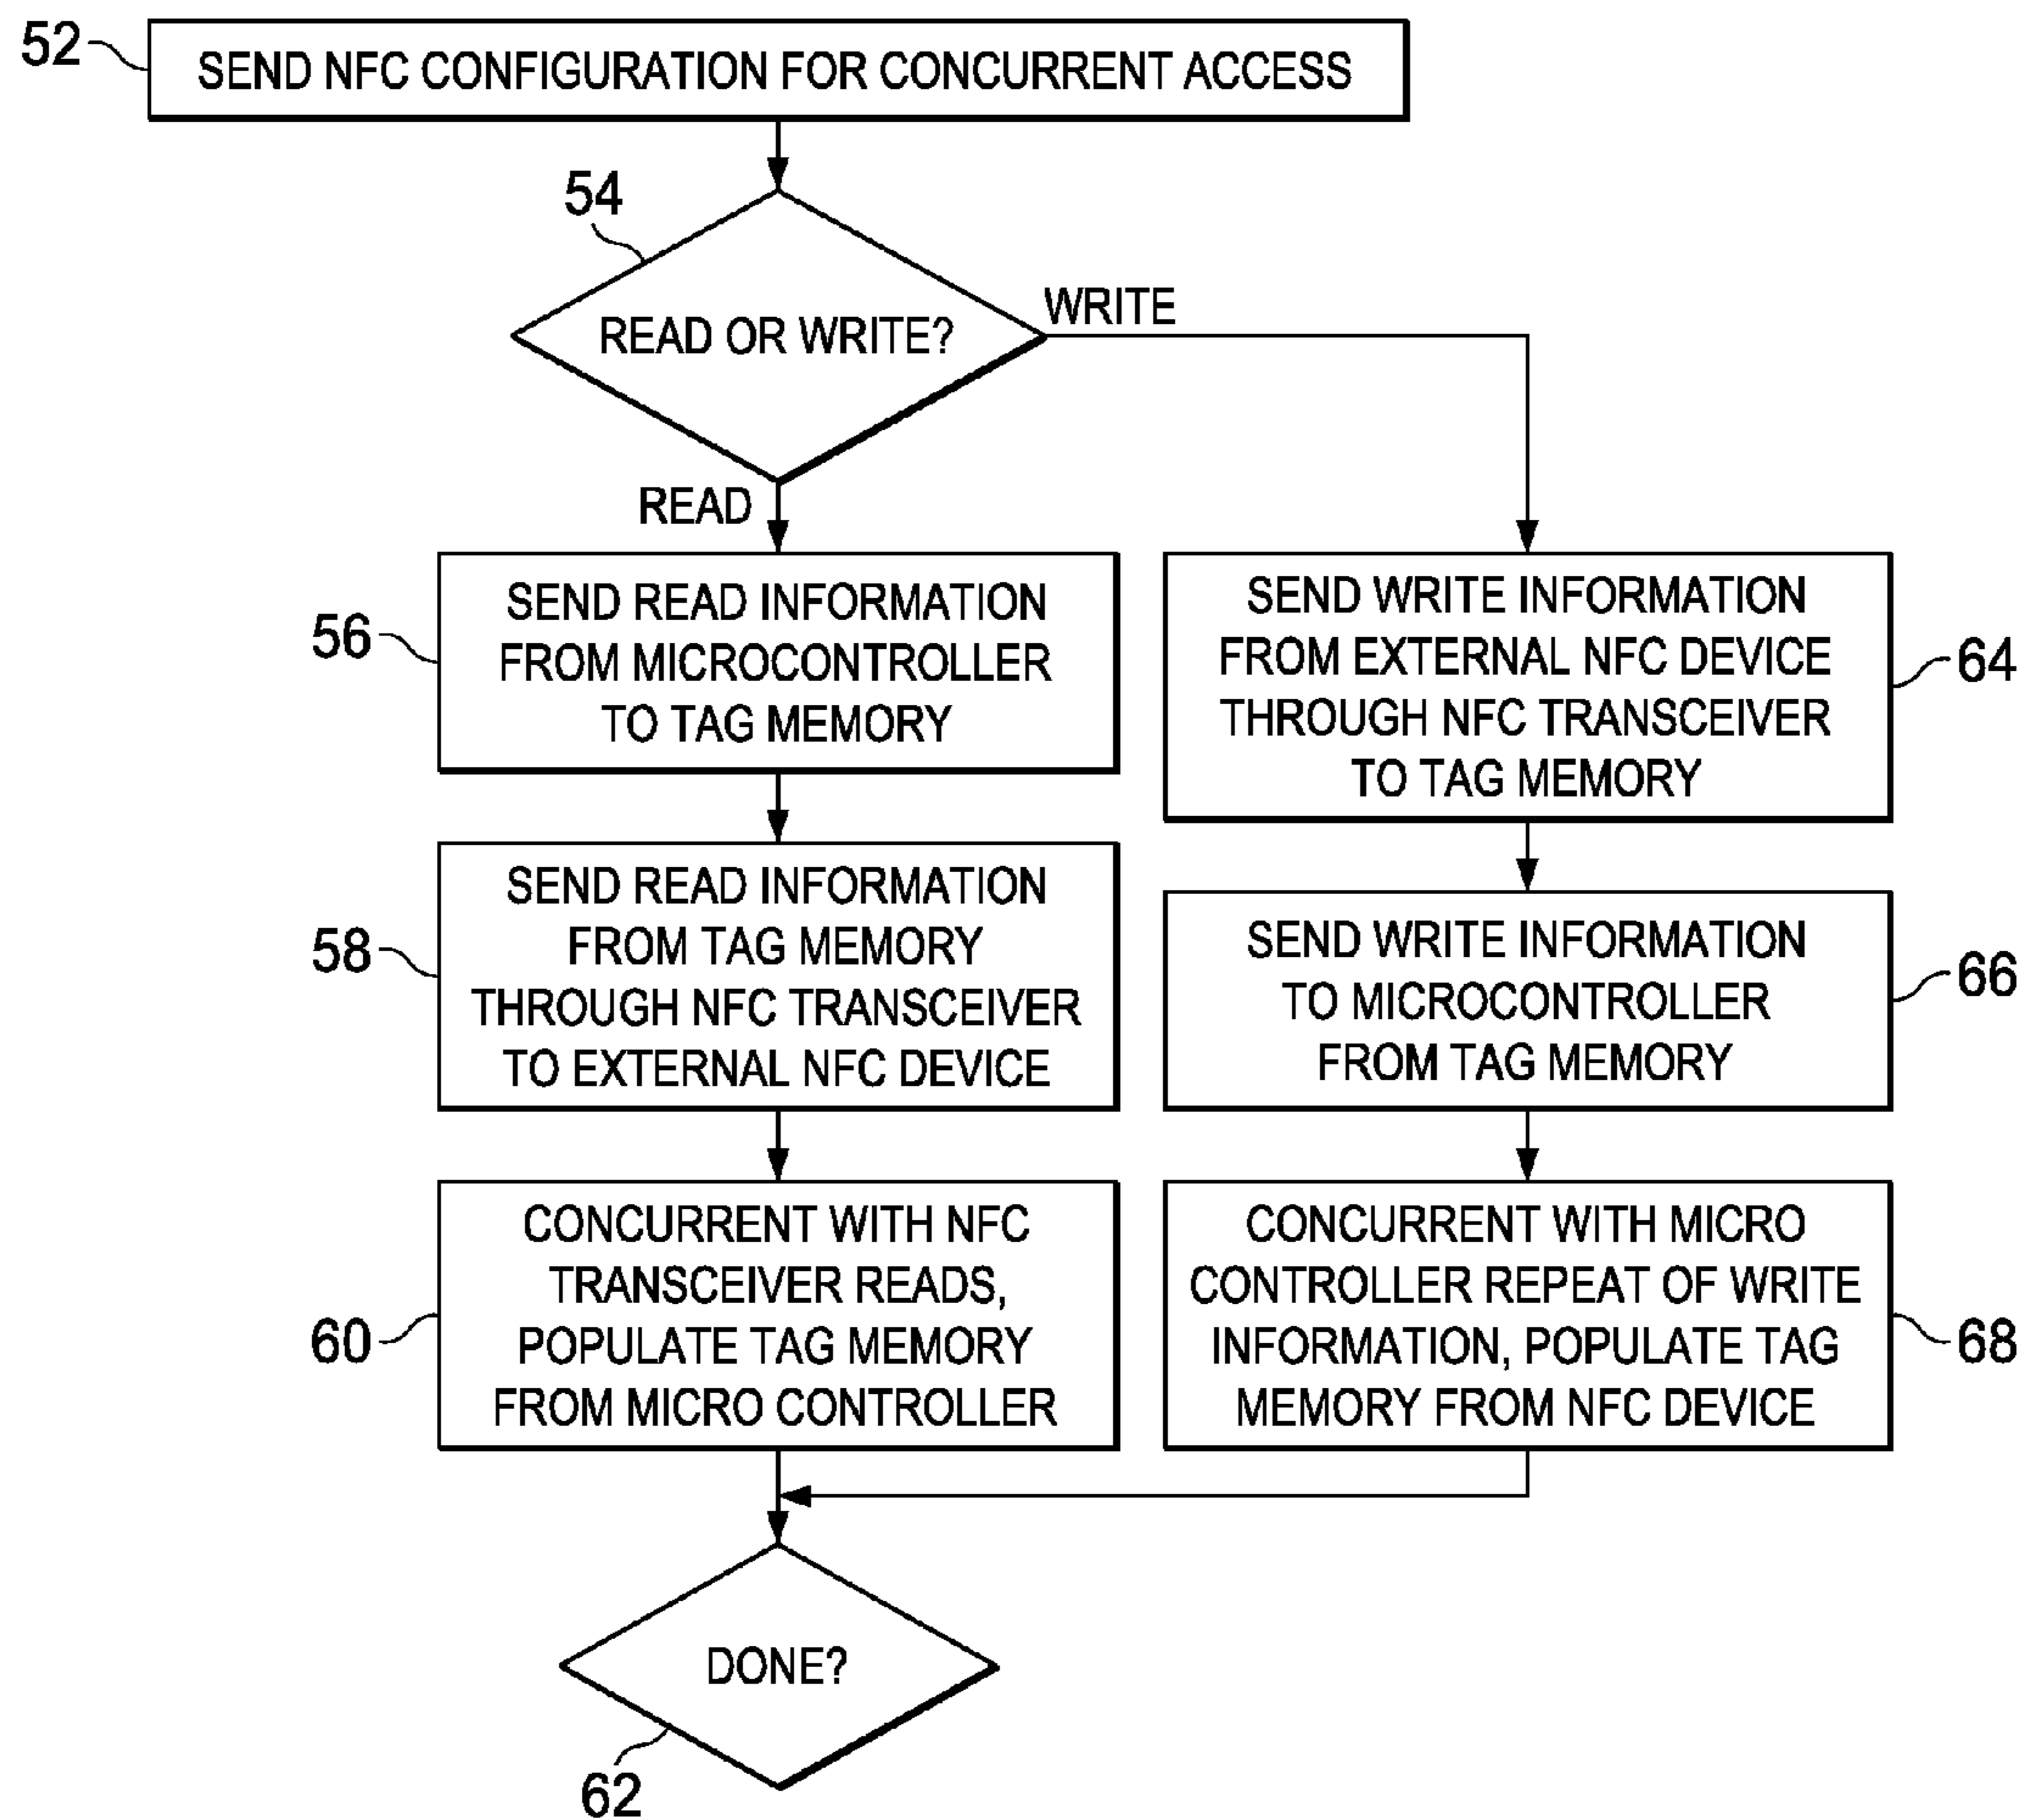 52
SEND NFC CONFIGURATION FOR CONCURRENT ACCESS
54
READ OR WRITE?
WRITE
READ
56
SEND READ INFORMATION
FROM MICROCONTROLLER
TO TAG MEMORY
58
SEND READ INFORMATION
FROM TAG MEMORY
THROUGH NFC TRANSCEIVER
TO EXTERNAL NFC DEVICE
60
CONCURRENT WITH NFC
TRANSCEIVER READS,
POPULATE TAG MEMORY
FROM MICRO CONTROLLER
SEND WRITE INFORMATION
FROM EXTERNAL NFC DEVICE
THROUGH NFC TRANSCEIVER
TO TAG MEMORY
64
SEND WRITE INFORMATION
TO MICROCONTROLLER
FROM TAG MEMORY
66
CONCURRENT WITH MICRO
CONTROLLER REPEAT OF WRITE
INFORMATION, POPULATE TAG
MEMORY FROM NFC DEVICE
68
DONE?
62